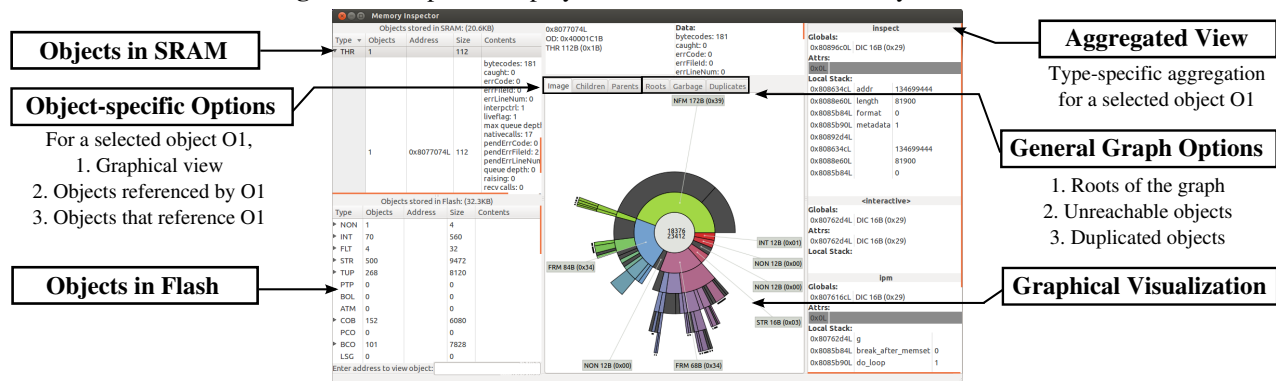 Memory Inspector
Objects in SRAM
Object-specific Options
For a selected object O1,
1. Graphical view
2. Objects referenced by O1
3. Objects that reference O1
Objects in Flash
Objects stored in SRAM: (20.6KB)
Type Objects Address Size Contents
THR 1 112
bytecodes: 181
caught: 0
errCode: 0
errFileId: 0
errLineNum: 0
interpctrl: 1
liveflag: 1
max queue depth
nativecalls: 17
pendErrCode: 0
1 0x8077074L 112 pendErrFileId: 2
pendErrLineNum
queue depth: 0
raising: 0
recv calls: 0
Objects stored in Flash: (32.3KB)
Type Objects Address Size Contents
NON 1 4
INT 70 560
FLT 4 32
STR 500 9472
TUP 268 8120
PTP 0 0
BOL 0 0
ATM 0 0
COB 152 6080
PCO 0 0
BCO 101 7828
LSG 0 0
Enter address to view object:
0x8077074L
OD: 0x40001C1B
THR 112B (0x1B)
Data:
bytecodes: 181
caught: 0
errCode: 0
errFileId: 0
errLineNum: 0
Image Children Parents Roots Garbage Duplicates
NFM 172B (0x39)
18376
23412
INT 12B (0x01)
NON 12B (0x00)
FRM 84B (0x34)
NON 12B (0x00)
STR 16B (0x03)
NON 12B (0x00)
FRM 68B (0x34)
inspect
Globals:
0x80896c0L DIC 16B (0x29)
Attrs:
0x0L
Local Stack:
0x808634cL addr 134699444
0x8088e60L length 81900
0x8085b84L format 0
0x8085b90L metadata 1
0x80892d4L
0x808634cL 134699444
0x8088e60L 81900
0x8085b84L 0
<interactive>
Globals:
0x80762d4L DIC 16B (0x29)
Attrs:
0x80762d4L DIC 16B (0x29)
Local Stack:
ipm
Globals:
0x807616cL DIC 16B (0x29)
Attrs:
0x0L
Local Stack:
0x80762d4L g
0x8085b84L break_after_memset 0
0x8085b90L do_loop 1
Aggregated View
Type-specific aggregation
for a selected object O1
General Graph Options
1. Roots of the graph
2. Unreachable objects
3. Duplicated objects
Graphical Visualization